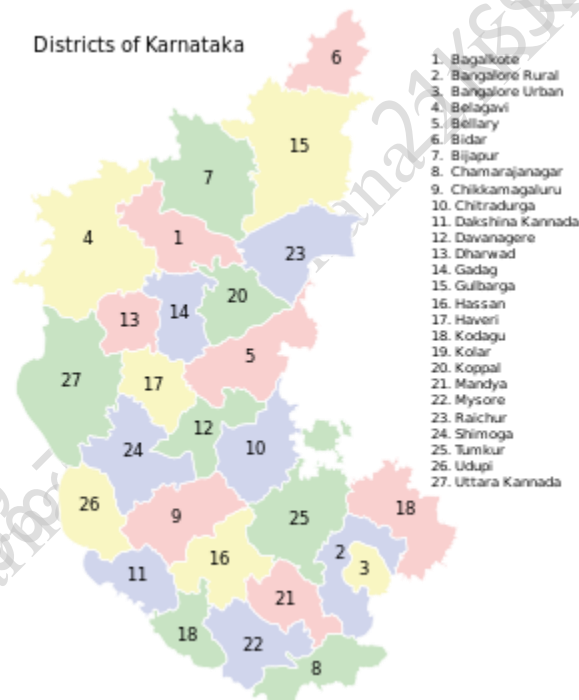 Districts of Karnataka
6
15
7
4
1
23
20
14
13
5
27
17
12
24
10
26
9
25
18
16
2
3
11
21
18
22
8
1. Bagalkote
2. Bangalore Rural
3. Bangalore Urban
4. Belagavi
5. Bellary
6. Bidar
7. Bijapur
8. Chamarajanagar
9. Chikkamagaluru
10. Chitradurga
11. Dakshina Kannada
12. Davanagere
13. Dharwad
14. Gadag
15. Gulbarga
16. Hassan
17. Haveri
18. Kodagu
19. Kolar
20. Koppal
21. Mandya
22. Mysore
23. Raichur
24. Shimoga
25. Tumkur
26. Udupi
27. Uttara Kannada